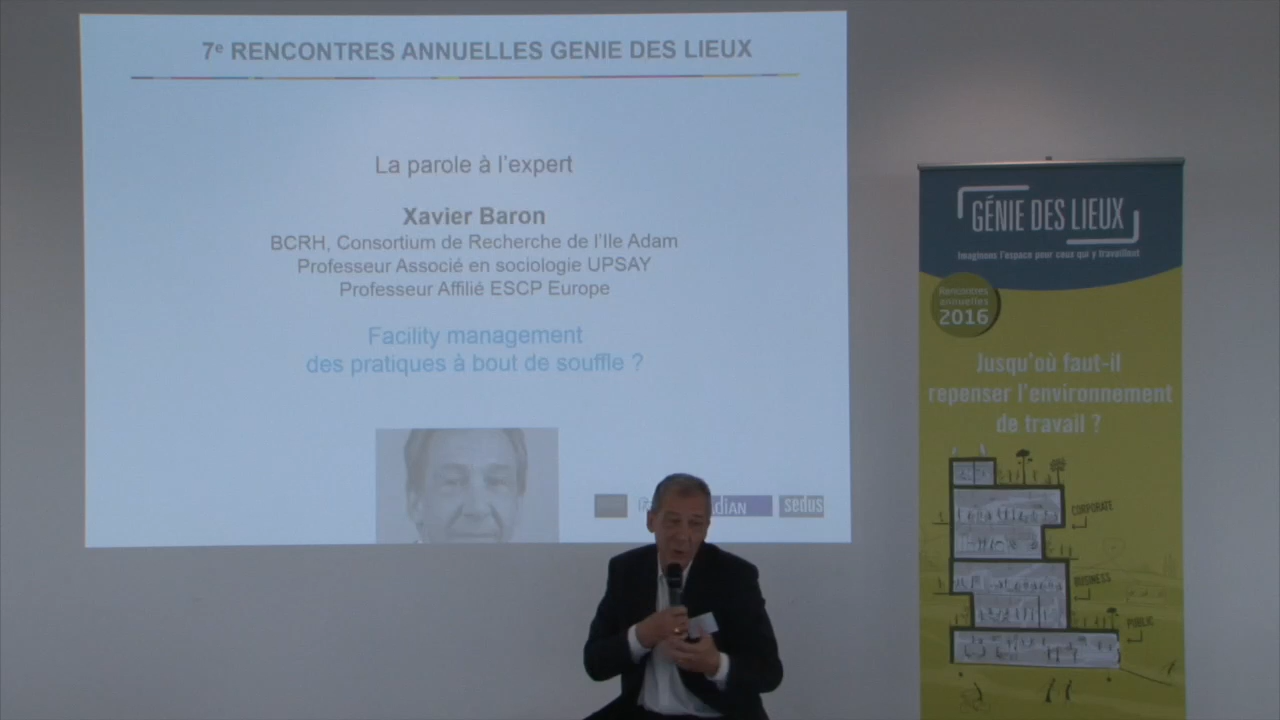 7e RENCONTRES ANNUELLES GENIE DES LIEUX
La parole à l'expert
Xavier Baron
BCRH, Consortium de Recherche de l'Ile Adam
Professeur Associé en sociologie UPSAY
Professeur Affilié ESCP Europe
Facility management
des pratiques à bout de souffle ?
sedus
GÉNIE DES LIEUX
Imaginons l'espace pour ceux qui y travaillent
Rencontres
annuelles
2016
Jusqu'où faut-il
repenser l'environnement
de travail ?
CORPORATE
BUSINESS
PUBLIC